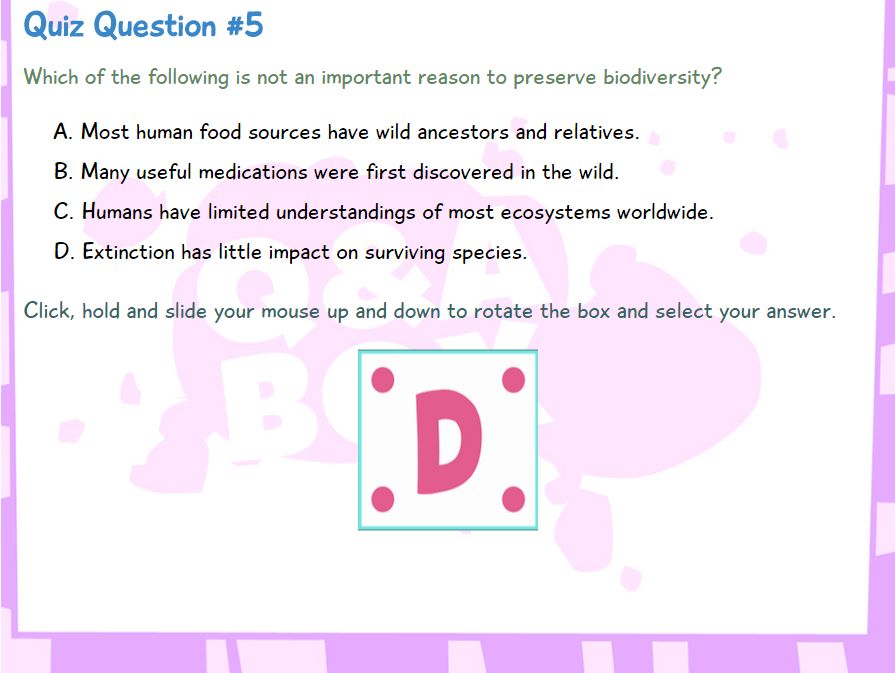 Quiz Question #5
Which of the following is not an important reason to preserve biodiversity?
A. Most human food sources have wild ancestors and relatives.
B. Many useful medications were first discovered in the wild.
C. Humans have limited understandings of most ecosystems worldwide.
D. Extinction has little impact on surviving species.
Q&A
BOX
Click, hold and slide your mouse up and down to rotate the box and select your answer.
D